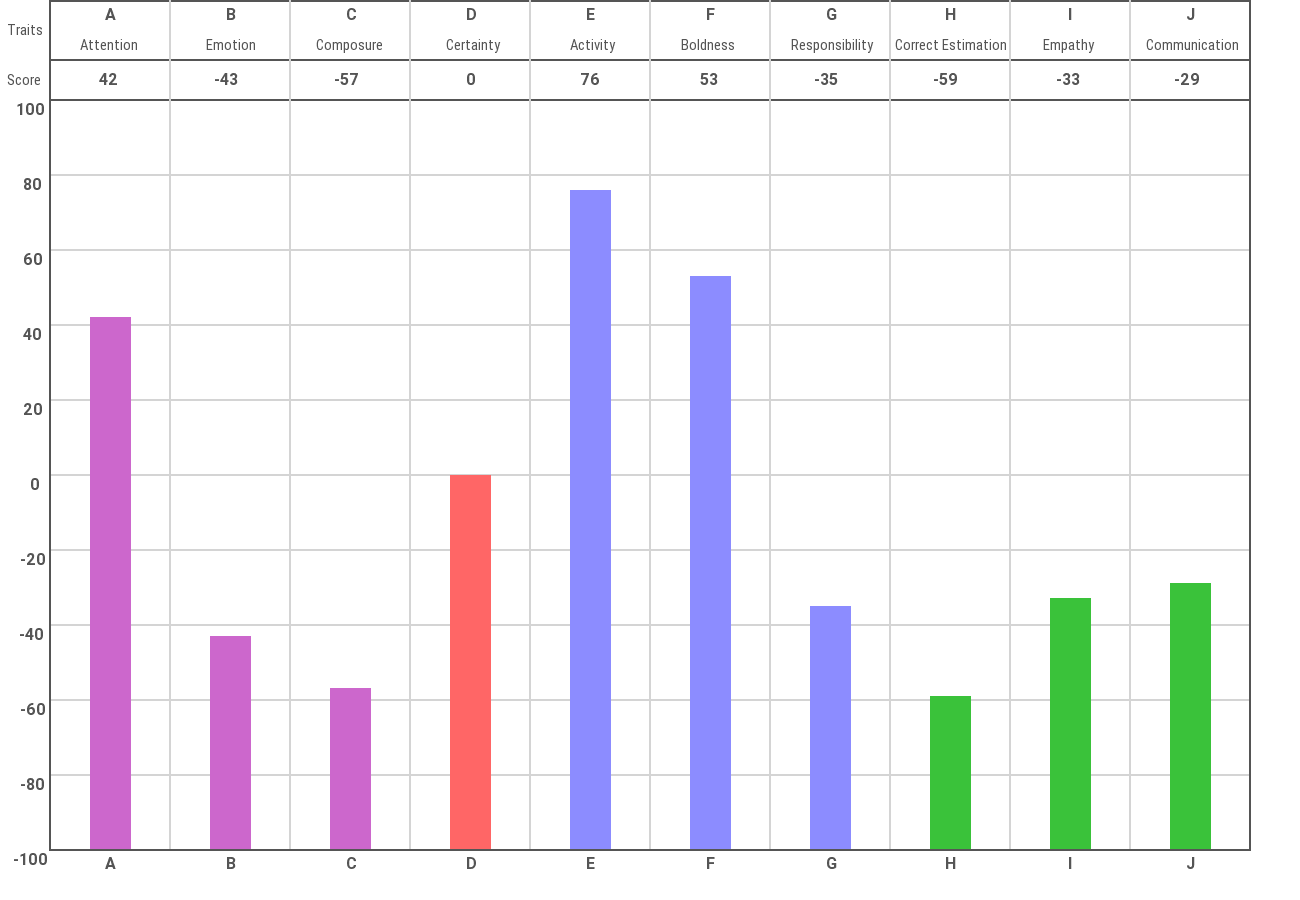 A B C D E F G H I J
Traits
Attention Emotion Composure Certainty Activity Boldness Responsibility Correct Estimation Empathy Communication
Score 42 -43 -57 0 76 53 -35 -59 -33 -29
100
80
60
40
20
0
-20
-40
-60
-80
-100
A B C D E F G H I J